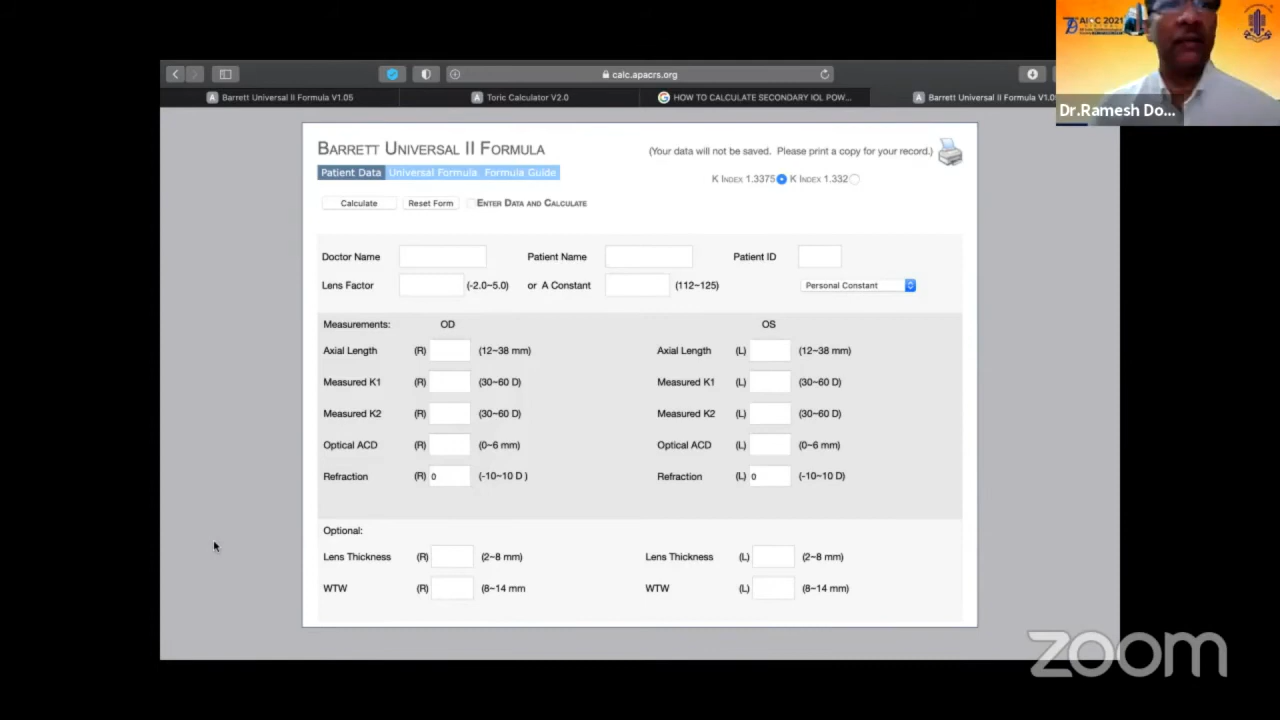 AIOC 2021
calc.apacrs.org
Barrett Universal II Formula V1.05
Toric Calculator V2.0
HOW TO CALCULATE SECONDARY IOL POW...
Barrett Universal II Formula V1.05
Dr.Ramesh Do...
BARRETT UNIVERSAL II FORMULA
(Your data will not be saved. Please print a copy for your record.)
Patient Data Universal Formula Formula Guide
K INDEX 1.3375 K INDEX 1.332
Calculate Reset Form ENTER DATA AND CALCULATE
Doctor Name Patient Name Patient ID
Lens Factor (-2.0~5.0) or A Constant (112~125) Personal Constant
Measurements: OD OS
Axial Length (R) (12~38 mm) Axial Length (L) (12~38 mm)
Measured K1 (R) (30~60 D) Measured K1 (L) (30~60 D)
Measured K2 (R) (30~60 D) Measured K2 (L) (30~60 D)
Optical ACD (R) (0~6 mm) Optical ACD (L) (0~6 mm)
Refraction (R) 0 (-10~10 D ) Refraction (L) 0 (-10~10 D)
Optional:
Lens Thickness (R) (2~8 mm) Lens Thickness (L) (2~8 mm)
WTW (R) (8~14 mm WTW (L) (8~14 mm)
zoom